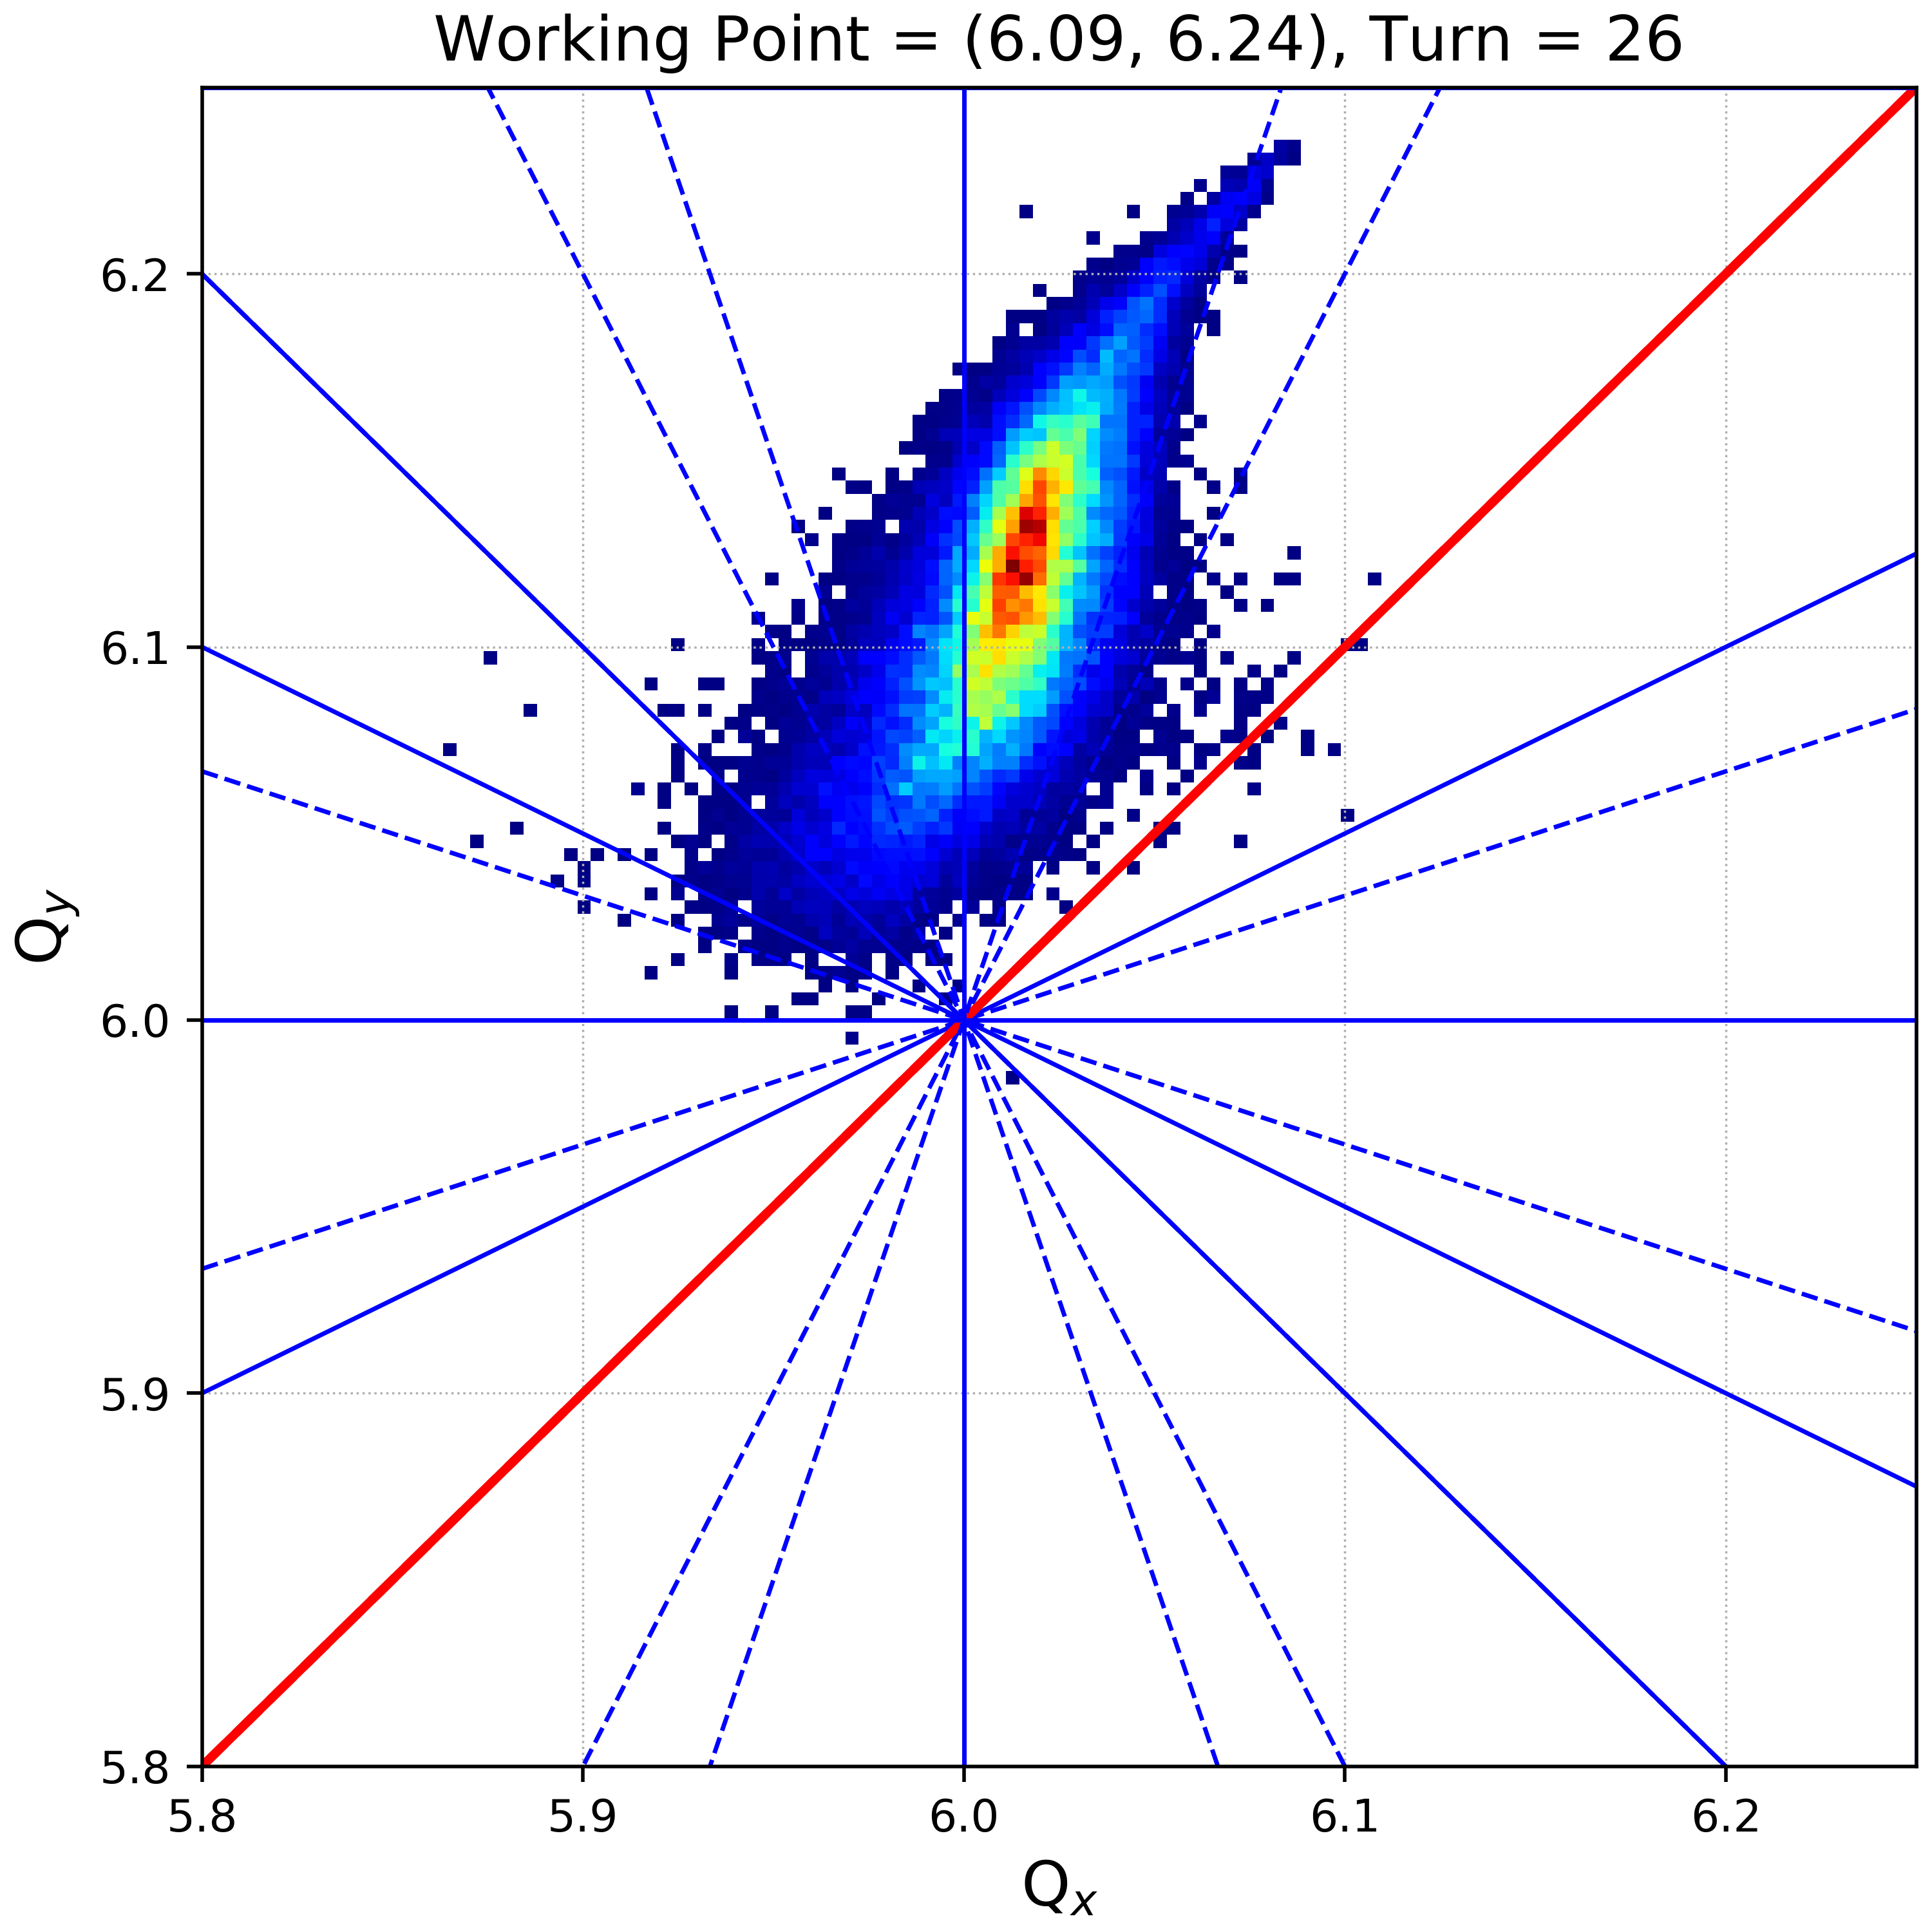 Working Point = (6.09, 6.24), Turn = 26
6.2
6.1
6.0
5.9
5.8
Qy
5.8 5.9 6.0 6.1 6.2
Qx